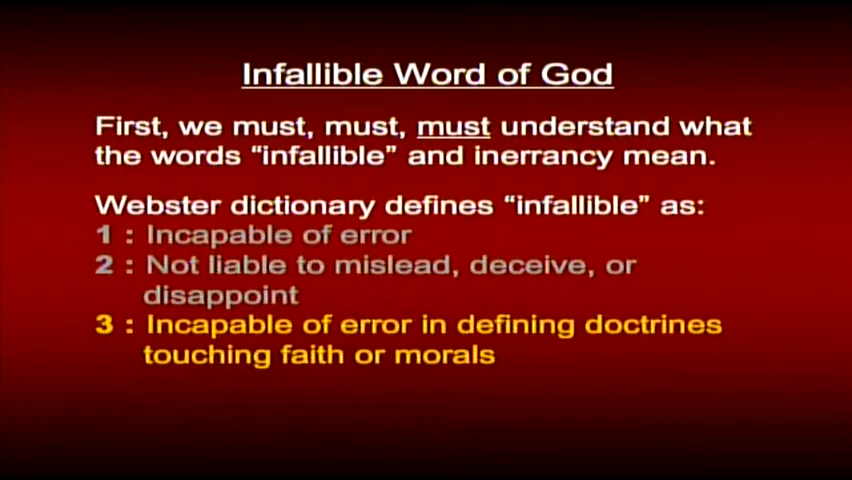 Infallible Word of God
First, we must, must, must understand what
the words “infallible” and inerrancy mean.
Webster dictionary defines “infallible” as:
1 : Incapable of error
2 : Not liable to mislead, deceive, or
disappoint
3 : Incapable of error in defining doctrines
touching faith or morals